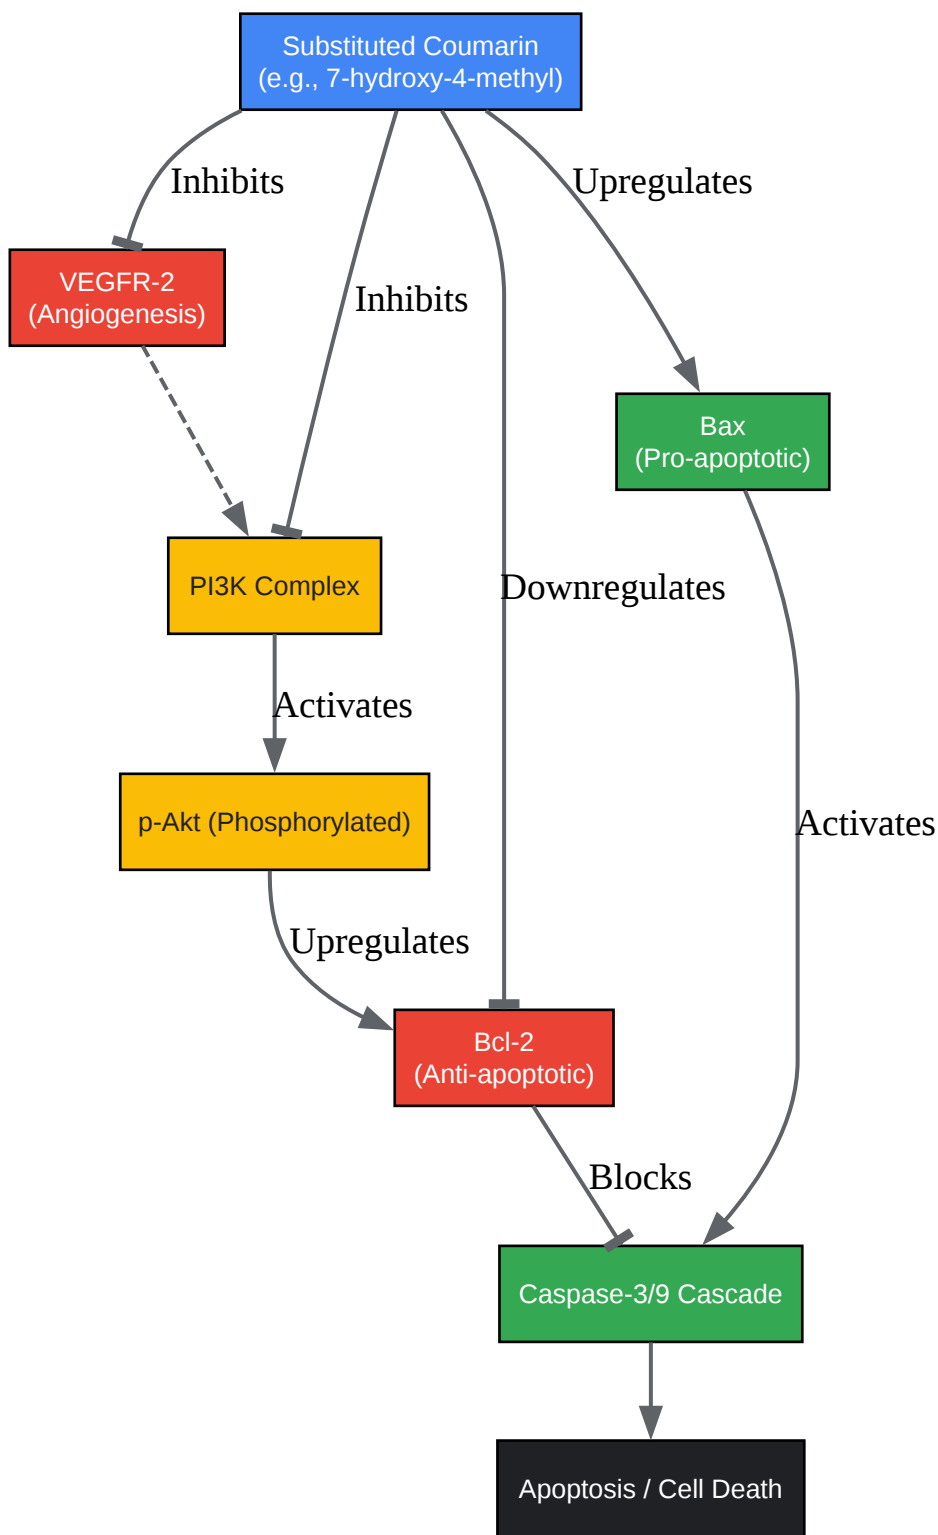 Substituted Coumarin
(e.g., 7-hydroxy-4-methyl)
Inhibits
Upregulates
VEGFR-2
(Angiogenesis)
Inhibits
Bax
(Pro-apoptotic)
PI3K Complex
Downregulates
Activates
p-Akt (Phosphorylated)
Activates
Upregulates
Bcl-2
(Anti-apoptotic)
Blocks
Caspase-3/9 Cascade
Apoptosis / Cell Death